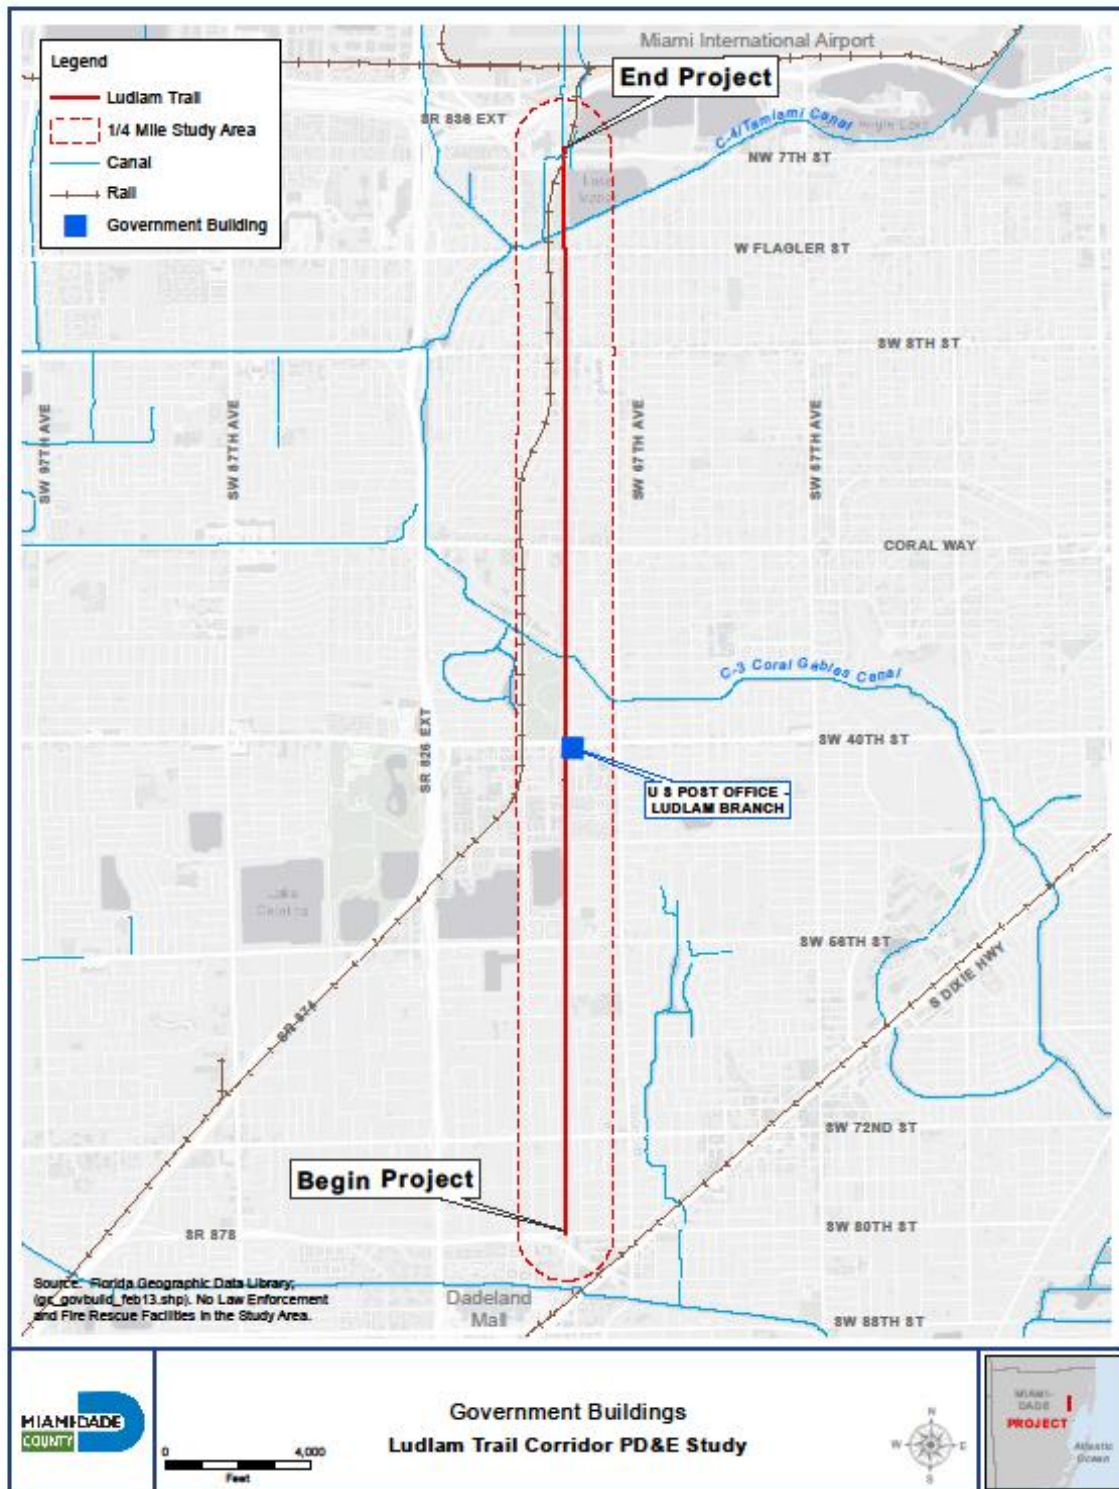 Miami International Airport
Legend
Ludlam Trail
1/4 Mile Study Area
Canal
Rail
Government Building
End Project
SR 836 EXT
C-4/Tamiami Canal
NW 7TH ST
W FLAGLER ST
SW 8TH ST
SW 97TH AVE
SW 87TH AVE
SW 67TH AVE
SW 57TH AVE
CORAL WAY
C-3 Coral Gables Canal
SR 826 EXT
SW 40TH ST
U S POST OFFICE -
LUDLAM BRANCH
Lake
SW 56TH ST
S DIXIE HWY
SR 874
SW 72ND ST
Begin Project
SR 878
SW 80TH ST
Source: Florida Geographic Data Library;
(gc_govbuild_feb13.shp). No Law Enforcement
and Fire Rescue Facilities in the Study Area.
Dadeland
Mall
SW 88TH ST
MIAMI-DADE
COUNTY
0 4,000
Feet
Government Buildings
Ludlam Trail Corridor PD&E Study
N
W E
S
MIAMI-
DADE
PROJECT
Atlantic
Ocean